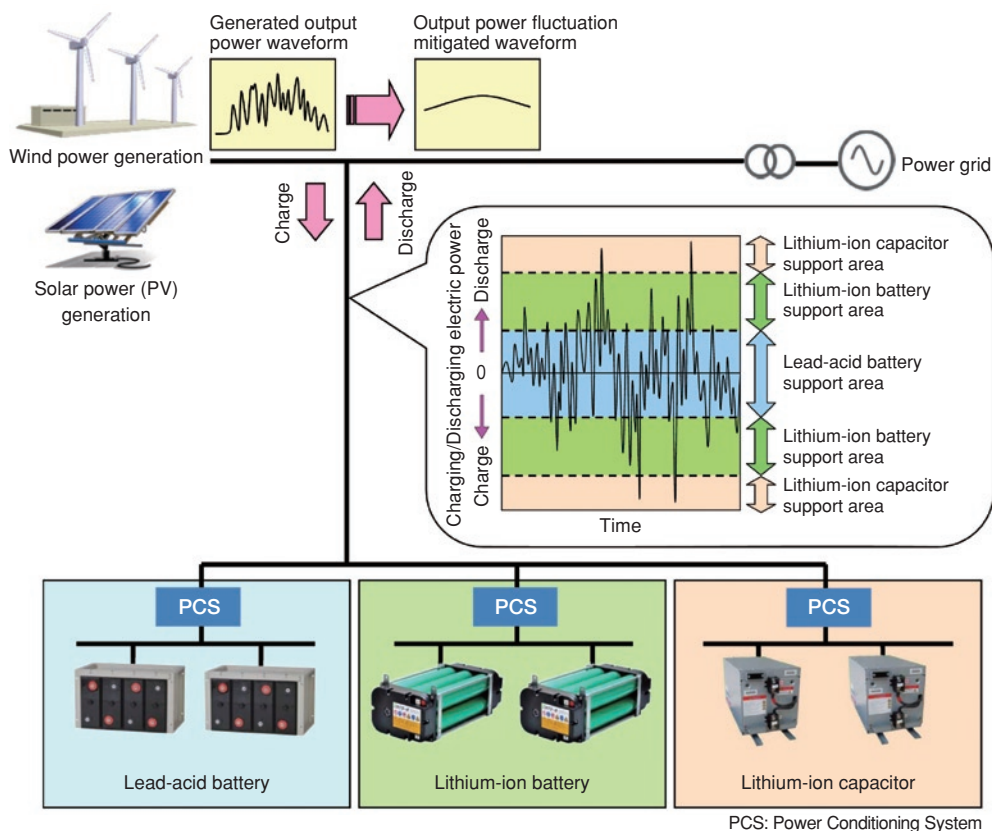 Generated output
power waveform
Output power fluctuation
mitigated waveform
Wind power generation
Power grid
Charge
Discharge
Solar power (PV)
generation
Charging/Discharging electric power
Discharge
0
Charge
Time
Lithium-ion capacitor
support area
Lithium-ion battery
support area
Lead-acid battery
support area
Lithium-ion battery
support area
Lithium-ion capacitor
support area
PCS
PCS
PCS
Lead-acid battery
Lithium-ion battery
Lithium-ion capacitor
PCS: Power Conditioning System